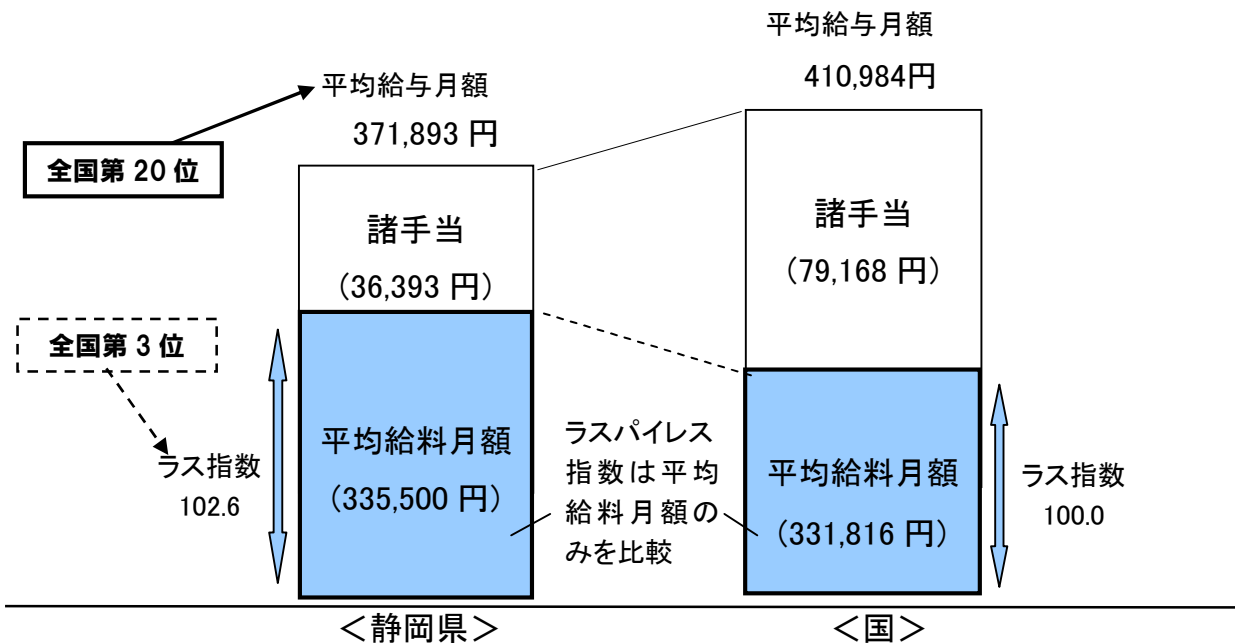 平均給与月額
410,984円
平均給与月額
371,893 円
全国第 20 位
諸手当
（36,393 円）
諸手当
（79,168 円）
全国第 3 位
ラス指数
102.6
平均給料月額
（335,500 円）
ラスパイレス
指数は平均
給料月額の
みを比較
平均給料月額
（331,816 円）
ラス指数
100.0
＜静岡県＞
＜国＞